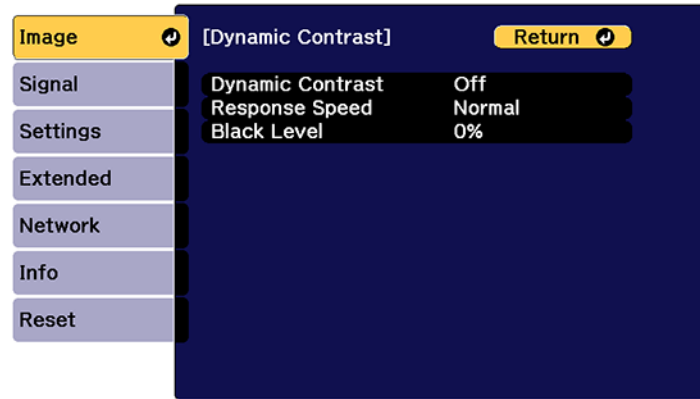 Image
Signal
Settings
Extended
Network
Info
Reset
[Dynamic Contrast] Return
Dynamic Contrast Off
Response Speed Normal
Black Level 0%